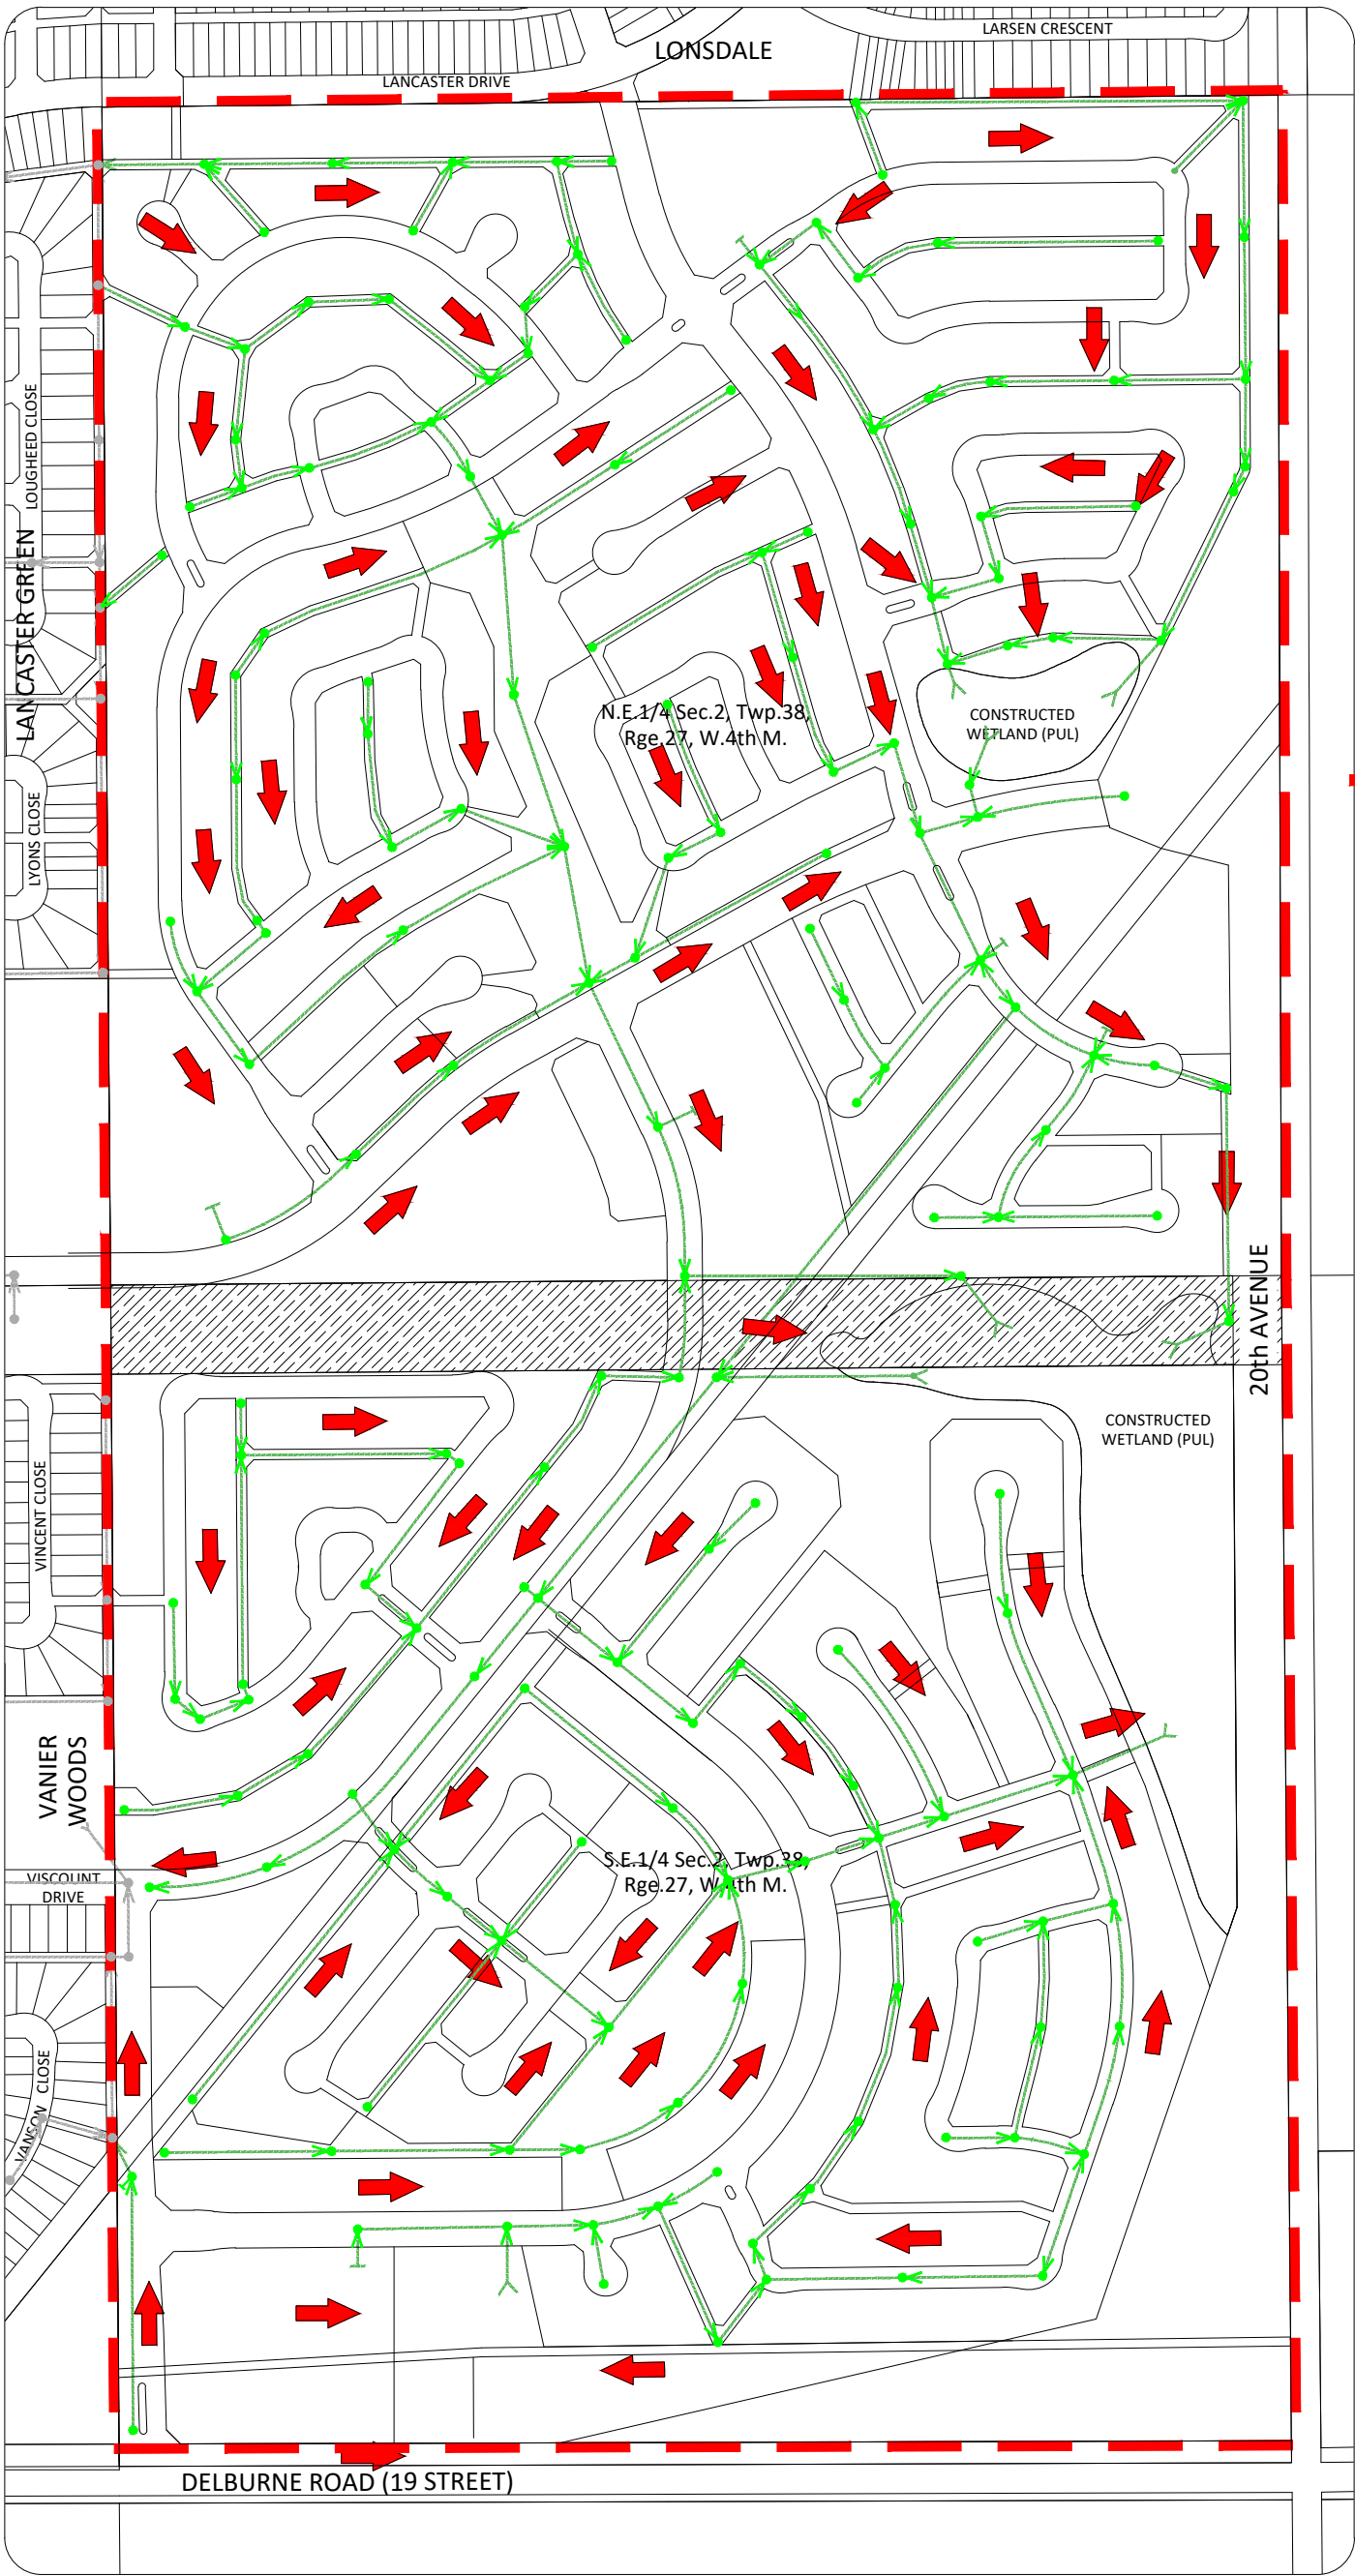 LARSEN CRESCENT
LONSDALE
LANCASTER DRIVE
LOUGHEED CLOSE
LANCASTER GREEN
N.E.1/4 Sec.2, Twp.38,
Rge.27, W.4th M.
CONSTRUCTED
WETLAND (PUL)
LYONS CLOSE
20th AVENUE
CONSTRUCTED
WETLAND (PUL)
VINCENT CLOSE
VANIER
WOODS
S.E.1/4 Sec.2, Twp.38,
Rge.27, W.4th M.
VISCOUNT
DRIVE
VANSON CLOSE
DELBURNE ROAD (19 STREET)